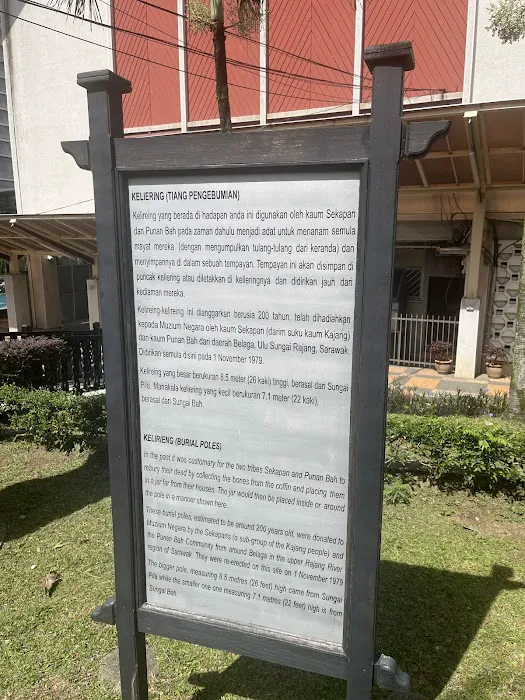 KELIERING (TIANG PENGEBUMIAN)
Kelireing yang berada di hadapan anda ini digunakan oleh kaum Sekapan
dan Punan Bah pada zaman dahulu menjadi adat untuk menanam semula
mayat mereka (dengan mengumpulkan tulang-tulang dari keranda) dan
menyimpannya di dalam sebuah tempayan. Tempayan ini akan disimpan di
puncak keliering atau diletakkan di kelieringnya dan didirikan jauh dari
kediaman mereka.
Kelireing-kelireing ini dianggarkan berusia 200 tahun, telah dihadiahkan
kepada Muzium Negara oleh kaum Sekapan (darim suku kaum Kajang)
dan kaum Punan Bah dari daerah Belaga, Ulu Sungai Rajang, Sarawak.
Didirikan semula disini pada 1 November 1979.
Kelireing yang besar berukuran 8.5 meter (26 kaki) tinggi, berasal dari Sungai
Pila. Manakala kelireing yang kecil berukuran 7.1 meter (22 kaki),
berasal dari Sungai Bah.
KELIRIENG (BURIAL POLES)
In the past it was customary for the two tribes Sekapan and Punan Bah to
rebury their dead by collecting the bones from the coffin and placing them
in a jar far from their houses. The jar would then be placed inside or around
the pole in a manner shown here.
These buriel poles, estimated to be around 200 years old, were donated to
Muzium Negara by the Sekapans (a sub-group of the Kajang people) and
the Punan Bah Community from around Belaga in the upper Rajang River
region of Sarawak. They were re-erected on this site on 1 November 1979.
The bigger pole, measuring 8.5 metres (26 feet) high came from Sungai
Pila while the smaller one measuring 7.1 metres (22 feet) high is from
Sungai Bah.